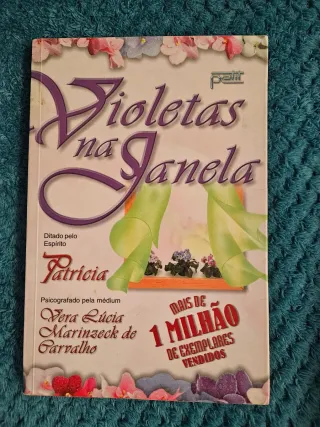 petit
Violetas
na
Janela
Ditado pelo
Espírito
Patrícia
Psicografado pela médium
Vera Lúcia
Marinzeck de
Carvalho
MAIS DE
1 MILHÃO
DE EXEMPLARES
VENDIDOS